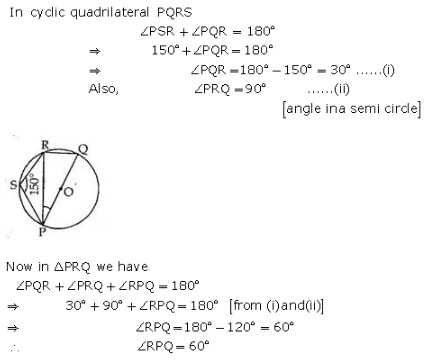 In cyclic quadrilateral PQRS
∠PSR + ∠PQR = 180°
⇒ 150° + ∠PQR = 180°
⇒ ∠PQR = 180° − 150° = 30° ......(i)
Also, ∠PRQ = 90° ......(ii)
[angle ina semi circle]
R Q
S 150° O
P
Now in ΔPRQ we have
∠PQR + ∠PRQ + ∠RPQ = 180°
⇒ 30° + 90° + ∠RPQ = 180° [from (i)and(ii)]
⇒ ∠RPQ = 180° − 120° = 60°
∴ ∠RPQ = 60°